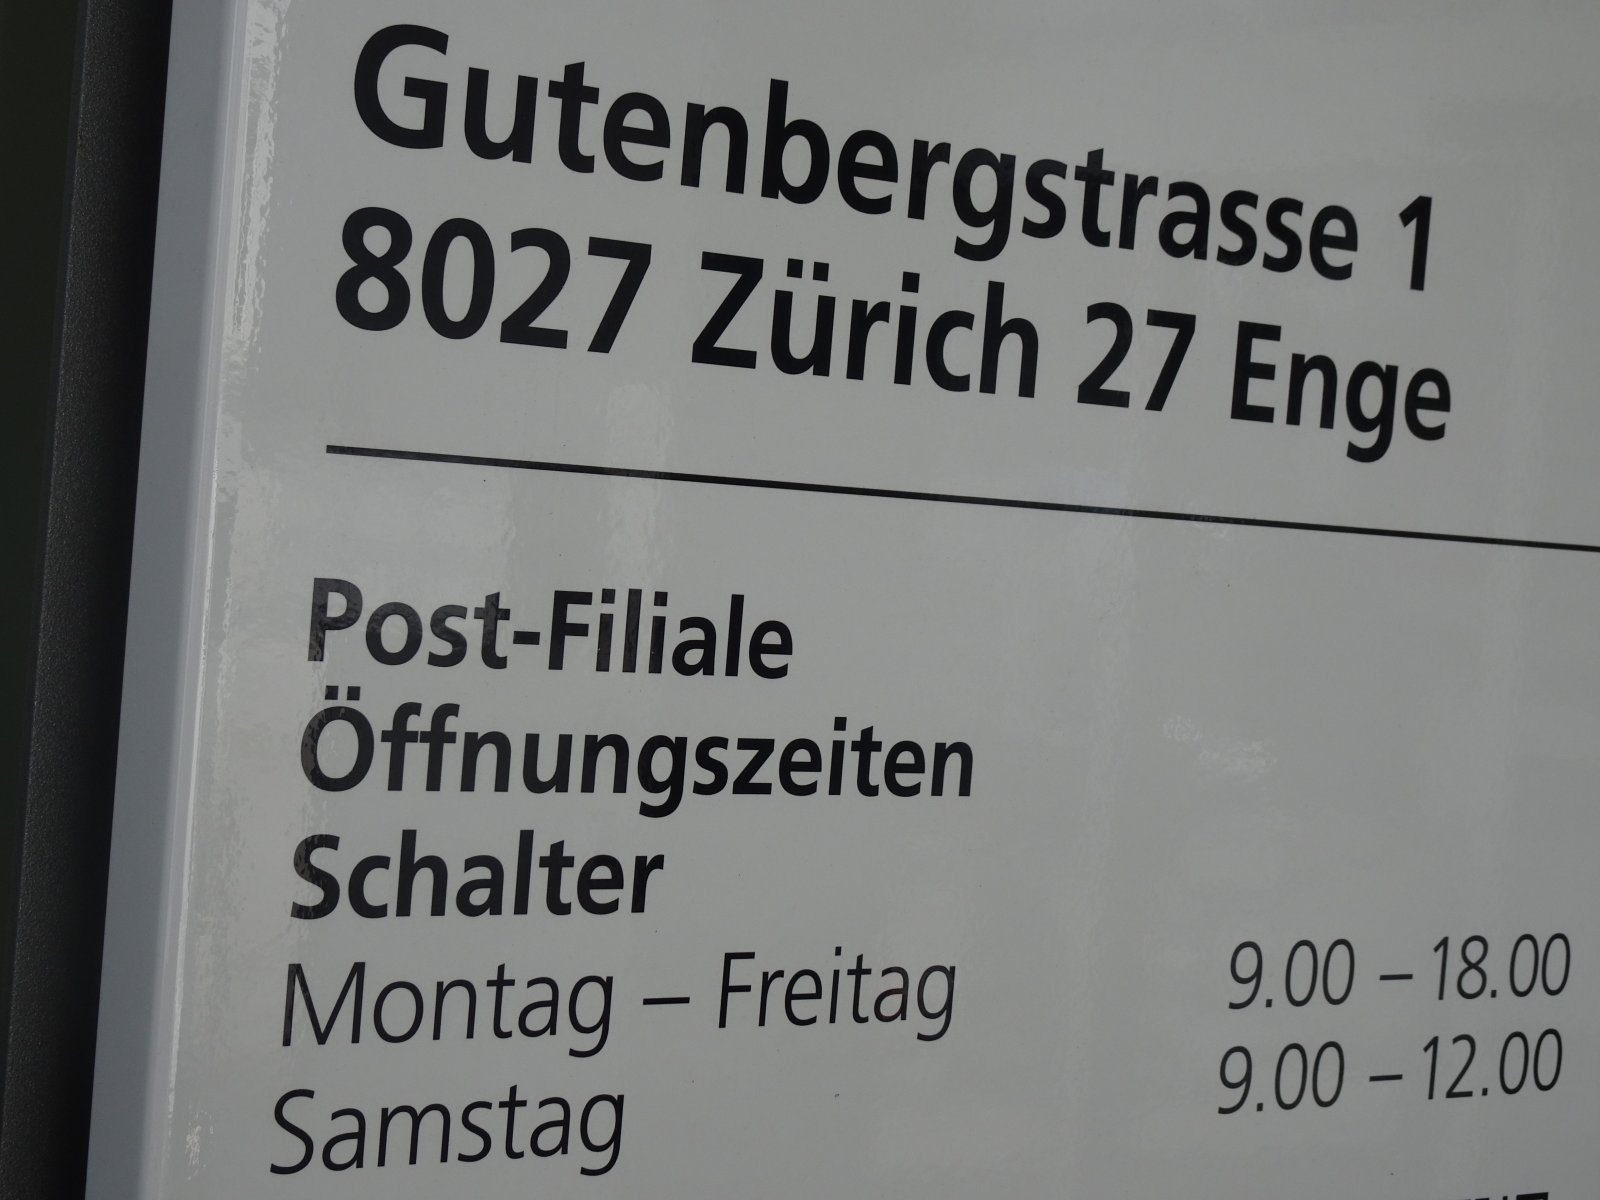 Gutenbergstrasse 1
8027 Zürich 27 Enge
Post-Filiale
Öffnungszeiten
Schalter
Montag – Freitag 9.00 – 18.00
Samstag 9.00 – 12.00